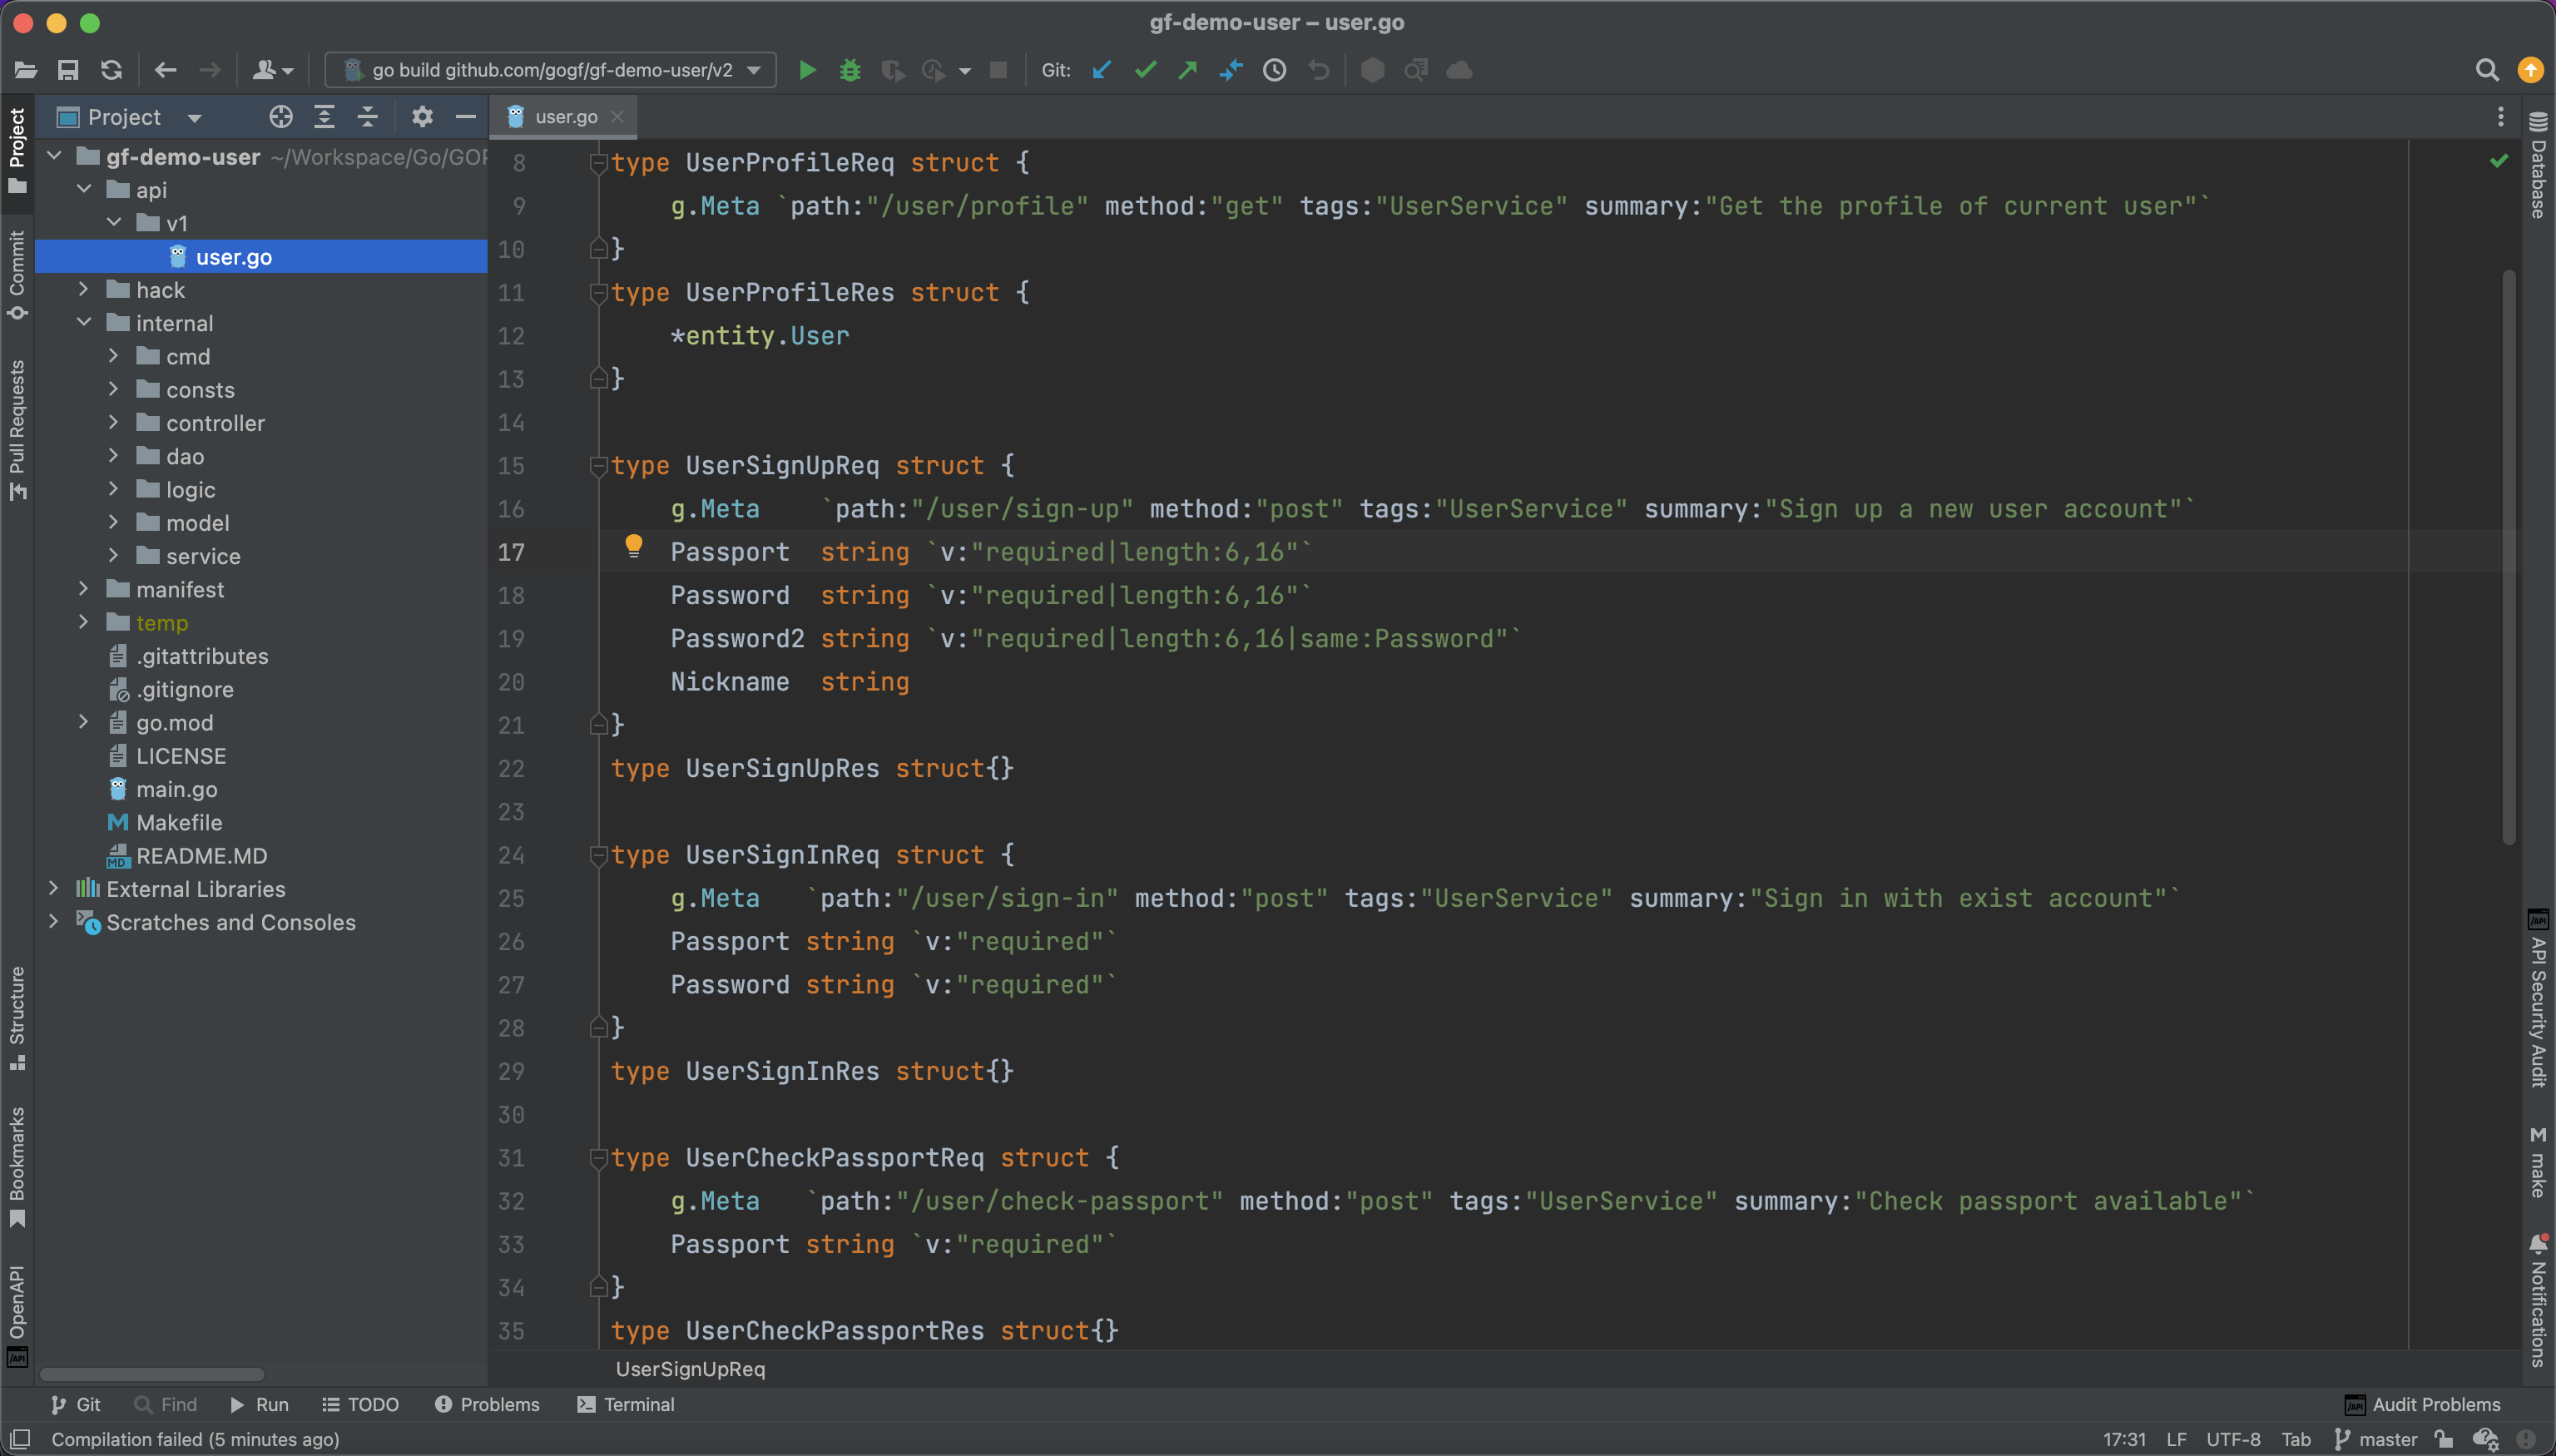 gf-demo-user – user.go
go build github.com/gogf/gf-demo-user/v2
Git:
Project
user.go
Project
Commit
Pull Requests
Structure
Bookmarks
OpenAPI
gf-demo-user ~/Workspace/Go/GOP
api
v1
user.go
hack
internal
cmd
consts
controller
dao
logic
model
service
manifest
temp
.gitattributes
.gitignore
go.mod
LICENSE
main.go
Makefile
README.MD
External Libraries
Scratches and Consoles
8 type UserProfileReq struct {
9 g.Meta `path:"/user/profile" method:"get" tags:"UserService" summary:"Get the profile of current user"`
10 }
11 type UserProfileRes struct {
12 *entity.User
13 }
14
15 type UserSignUpReq struct {
16 g.Meta `path:"/user/sign-up" method:"post" tags:"UserService" summary:"Sign up a new user account"`
17 Passport string `v:"required|length:6,16"`
18 Password string `v:"required|length:6,16"`
19 Password2 string `v:"required|length:6,16|same:Password"`
20 Nickname string
21 }
22 type UserSignUpRes struct{}
23
24 type UserSignInReq struct {
25 g.Meta `path:"/user/sign-in" method:"post" tags:"UserService" summary:"Sign in with exist account"`
26 Passport string `v:"required"`
27 Password string `v:"required"`
28 }
29 type UserSignInRes struct{}
30
31 type UserCheckPassportReq struct {
32 g.Meta `path:"/user/check-passport" method:"post" tags:"UserService" summary:"Check passport available"`
33 Passport string `v:"required"`
34 }
35 type UserCheckPassportRes struct{}
UserSignUpReq
Database
API Security Audit
make
Notifications
Git
Find
Run
TODO
Problems
Terminal
Audit Problems
Compilation failed (5 minutes ago)
17:31
LF
UTF-8
Tab
master